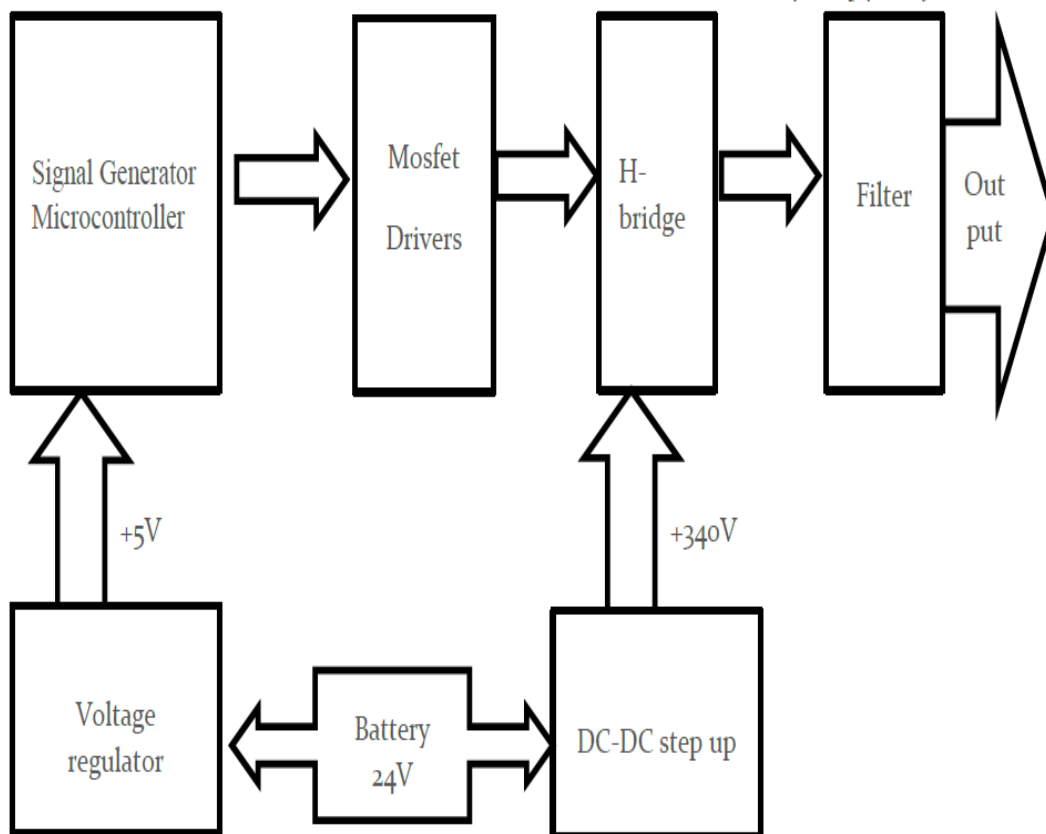 Signal Generator
Microcontroller
Mosfet
Drivers
H-
bridge
Filter
Out
put
+5V
+340V
Voltage
regulator
Battery
24V
DC-DC step up